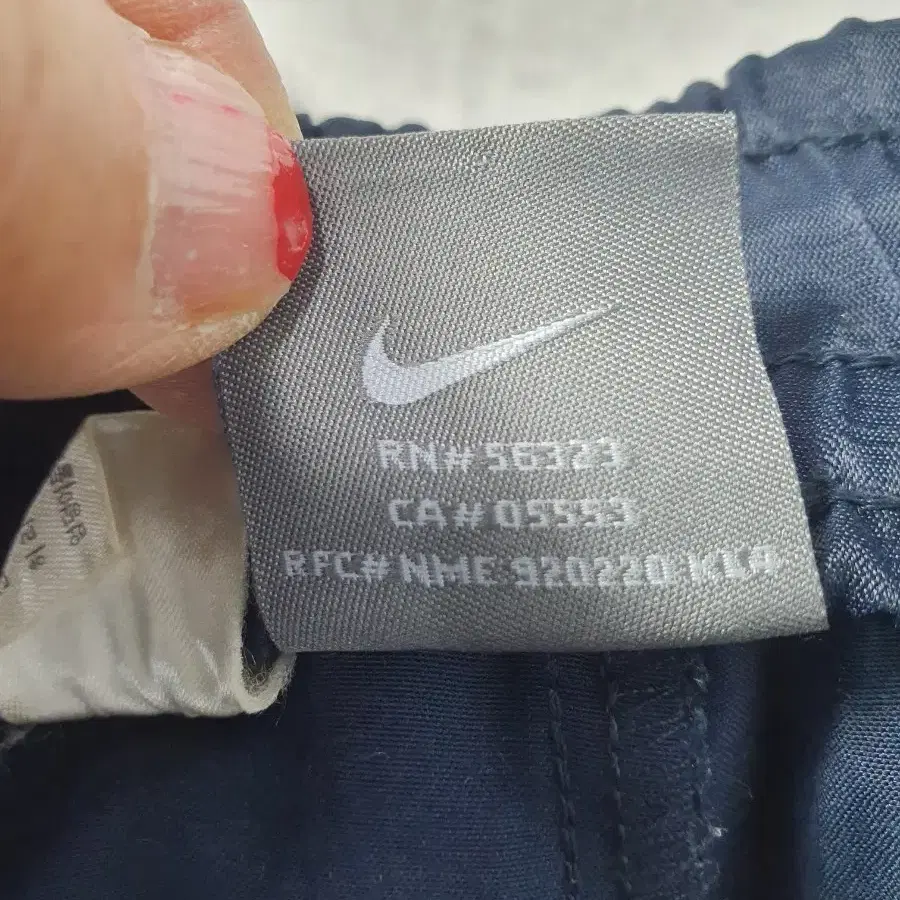 RN# 56323
CA# 05553
RFC# NME 920220 KLA